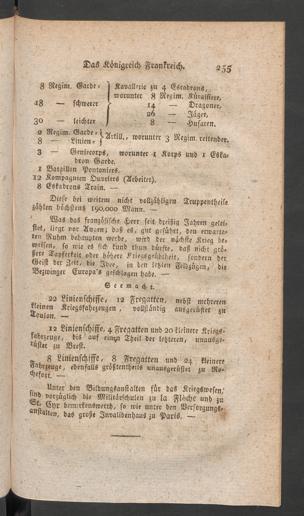 Das Königreich Frankreich. 255
8 Regim. Garde- Kavallerie zu 4 Eskadrons,
worunter 8 Regim. Kürassiere,
48 — schwerer 14 — Dragoner,
26 — Jäger,
30 — leichter 8 — Husaren.
2 Regim. Garde- Artill., worunter 3 Regim. reitender.
8 — Linien-
3 — Geniecorps, worunter 1 Korps und 1 Eska-
dron Garde.
1 Bataillon Pontoniers.
12 Kompagnien Ouvriers (Arbeiter).
8 Eskadrons Train. —
Diese bei weitem nicht vollzähligen Truppentheile
zählen höchstens 190,000 Mann.
Was das französische Heer seit dreißig Jahren gelei-
stet, liegt vor Augen; daß es, gut geführt, den erwar-
teten Ruhm behaupten werde, wird der nächste Krieg be-
weisen, so wie es sich kund thun dürfte, daß nicht grö-
ßere Tapferkeit oder höhere Kriegsgeübtheit, sondern der
Geist der Zeit, die Idee, in den letzten Feldzügen, die
Bezwinger Europa's geschlagen habe. —
Seemacht.
22 Linienschiffe, 12 Fregatten, nebst mehreren
kleinen Kriegsfahrzeugen, vollständig ausgerüstet zu
Toulon. —
12 Linienschiffe, 4 Fregatten und 20 kleinere Kriegs-
fahrzeuge, bis auf einen Theil der letzteren, unausge-
rüstet zu Brest.
8 Linienschiffe, 8 Fregatten und 24 kleinere
Fahrzeuge, ebenfalls größtentheils unausgerüstet zu Ro-
chefort. —
Unter den Bildungsanstalten für das Kriegswesen,
sind vorzüglich die Militärschulen zu la Flèche und zu
St. Cyr bemerkenswerth, so wie unter den Versorgungs-
anstalten, das große Invalidenhaus zu Paris. —